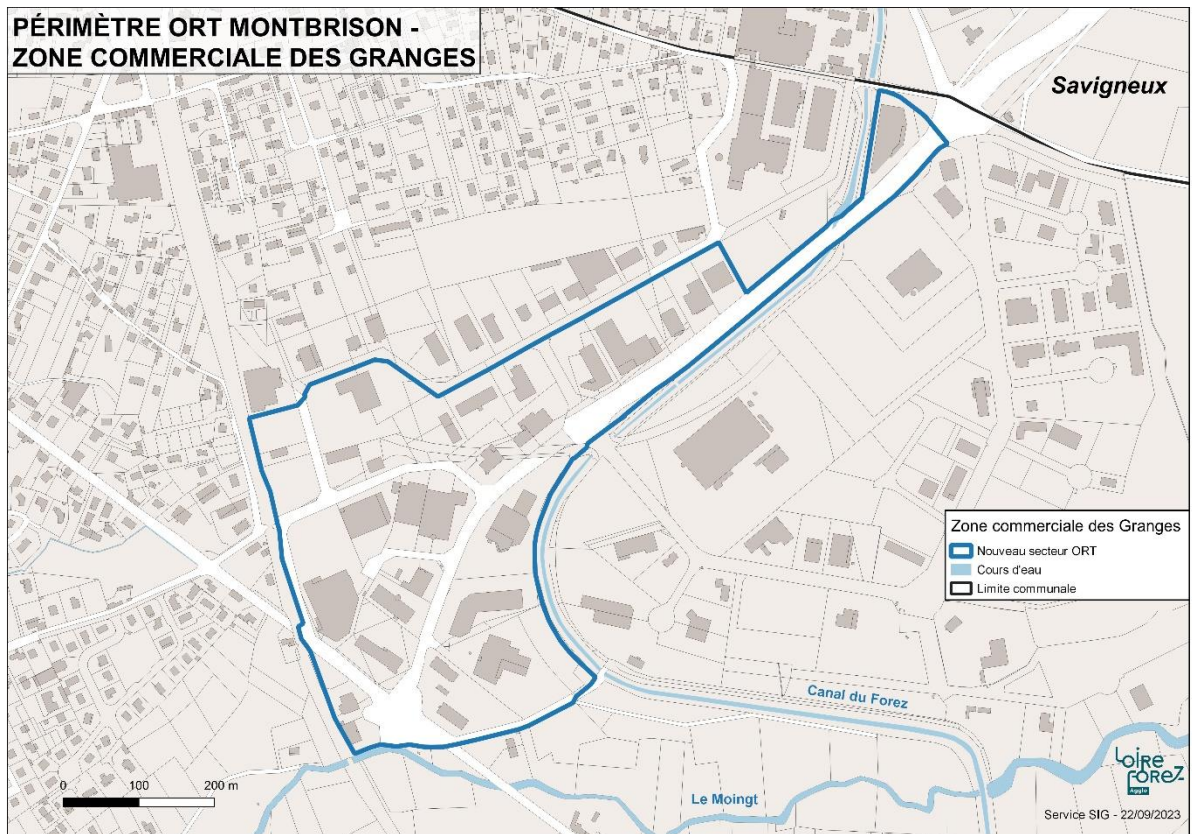 PÉRIMÈTRE ORT MONTBRISON -
ZONE COMMERCIALE DES GRANGES
Savigneux
Zone commerciale des Granges
Nouveau secteur ORT
Cours d'eau
Limite communale
Canal du Forez
Le Moingt
0 100 200 m
Loire
Forez
Agglo
Service SIG - 22/09/2023